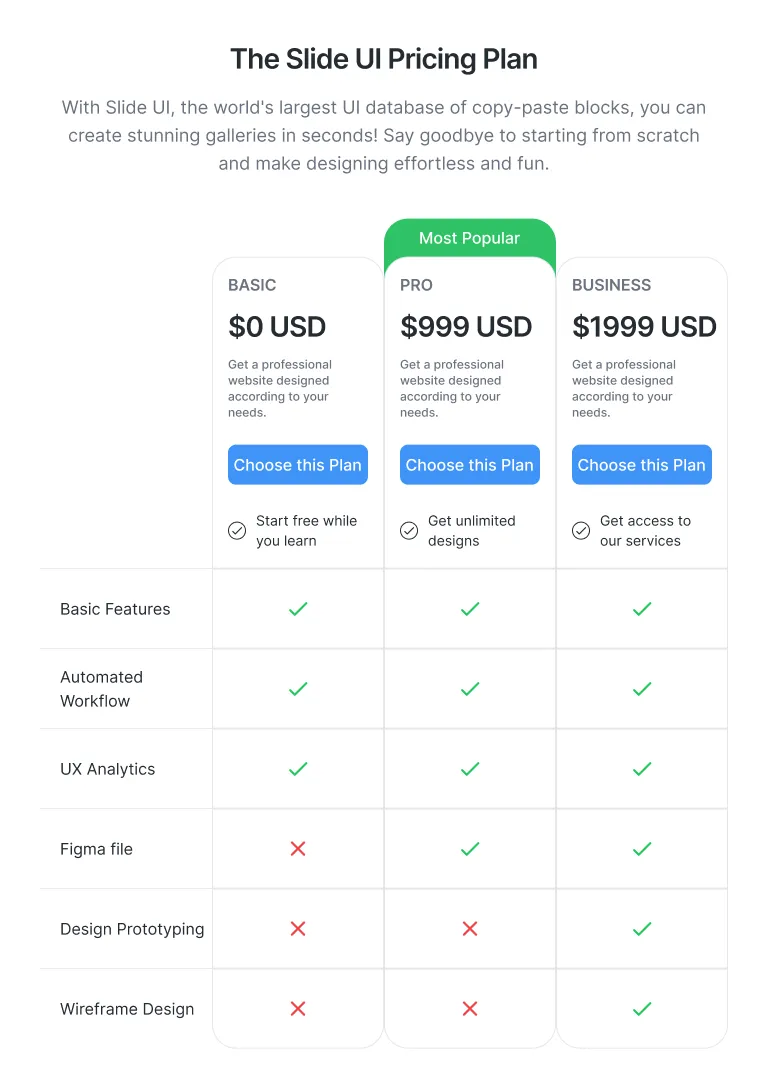 The Slide UI Pricing Plan
With Slide UI, the world's largest UI database of copy-paste blocks, you can
create stunning galleries in seconds! Say goodbye to starting from scratch
and make designing effortless and fun.
Most Popular
BASIC
$0 USD
Get a professional
website designed
according to your
needs.
Choose this Plan
Start free while
you learn
PRO
$999 USD
Get a professional
website designed
according to your
needs.
Choose this Plan
Get unlimited
designs
BUSINESS
$1999 USD
Get a professional
website designed
according to your
needs.
Choose this Plan
Get access to
our services
Basic Features
Automated
Workflow
UX Analytics
Figma file
Design Prototyping
Wireframe Design